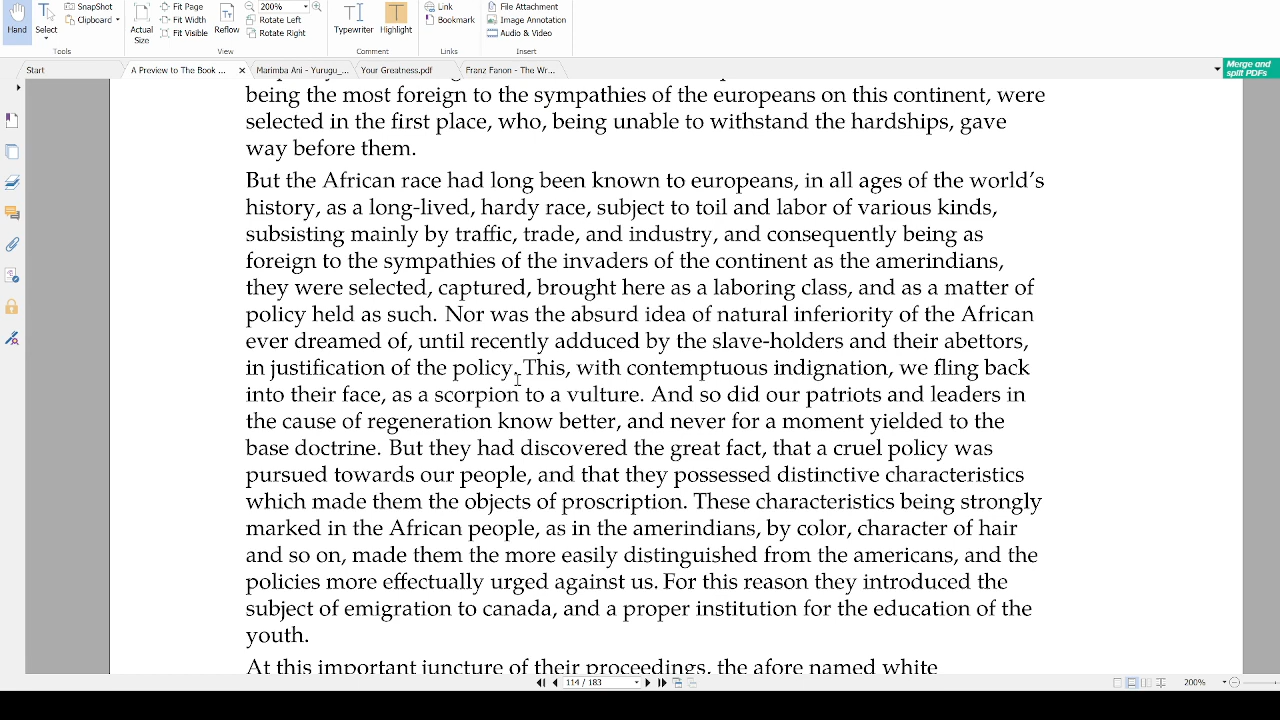 Hand
Select
SnapShot
Clipboard
Tools
Actual
Size
Fit Page
Fit Width
Fit Visible
Reflow
200%
Rotate Left
Rotate Right
View
Typewriter
Highlight
Comment
Link
Bookmark
Links
File Attachment
Image Annotation
Audio & Video
Insert
Start
A Preview to The Book ...
Marimba Ani - Yurugu_...
Your Greatness.pdf
Franz Fanon - The Wr...
Merge and
split PDFs
being the most foreign to the sympathies of the europeans on this continent, were
selected in the first place, who, being unable to withstand the hardships, gave
way before them.
But the African race had long been known to europeans, in all ages of the world's
history, as a long-lived, hardy race, subject to toil and labor of various kinds,
subsisting mainly by traffic, trade, and industry, and consequently being as
foreign to the sympathies of the invaders of the continent as the amerindians,
they were selected, captured, brought here as a laboring class, and as a matter of
policy held as such. Nor was the absurd idea of natural inferiority of the African
ever dreamed of, until recently adduced by the slave-holders and their abettors,
in justification of the policy. This, with contemptuous indignation, we fling back
into their face, as a scorpion to a vulture. And so did our patriots and leaders in
the cause of regeneration know better, and never for a moment yielded to the
base doctrine. But they had discovered the great fact, that a cruel policy was
pursued towards our people, and that they possessed distinctive characteristics
which made them the objects of proscription. These characteristics being strongly
marked in the African people, as in the amerindians, by color, character of hair
and so on, made them the more easily distinguished from the americans, and the
policies more effectually urged against us. For this reason they introduced the
subject of emigration to canada, and a proper institution for the education of the
youth.
At this important juncture of their proceedings, the afore named white
114 / 183
200%